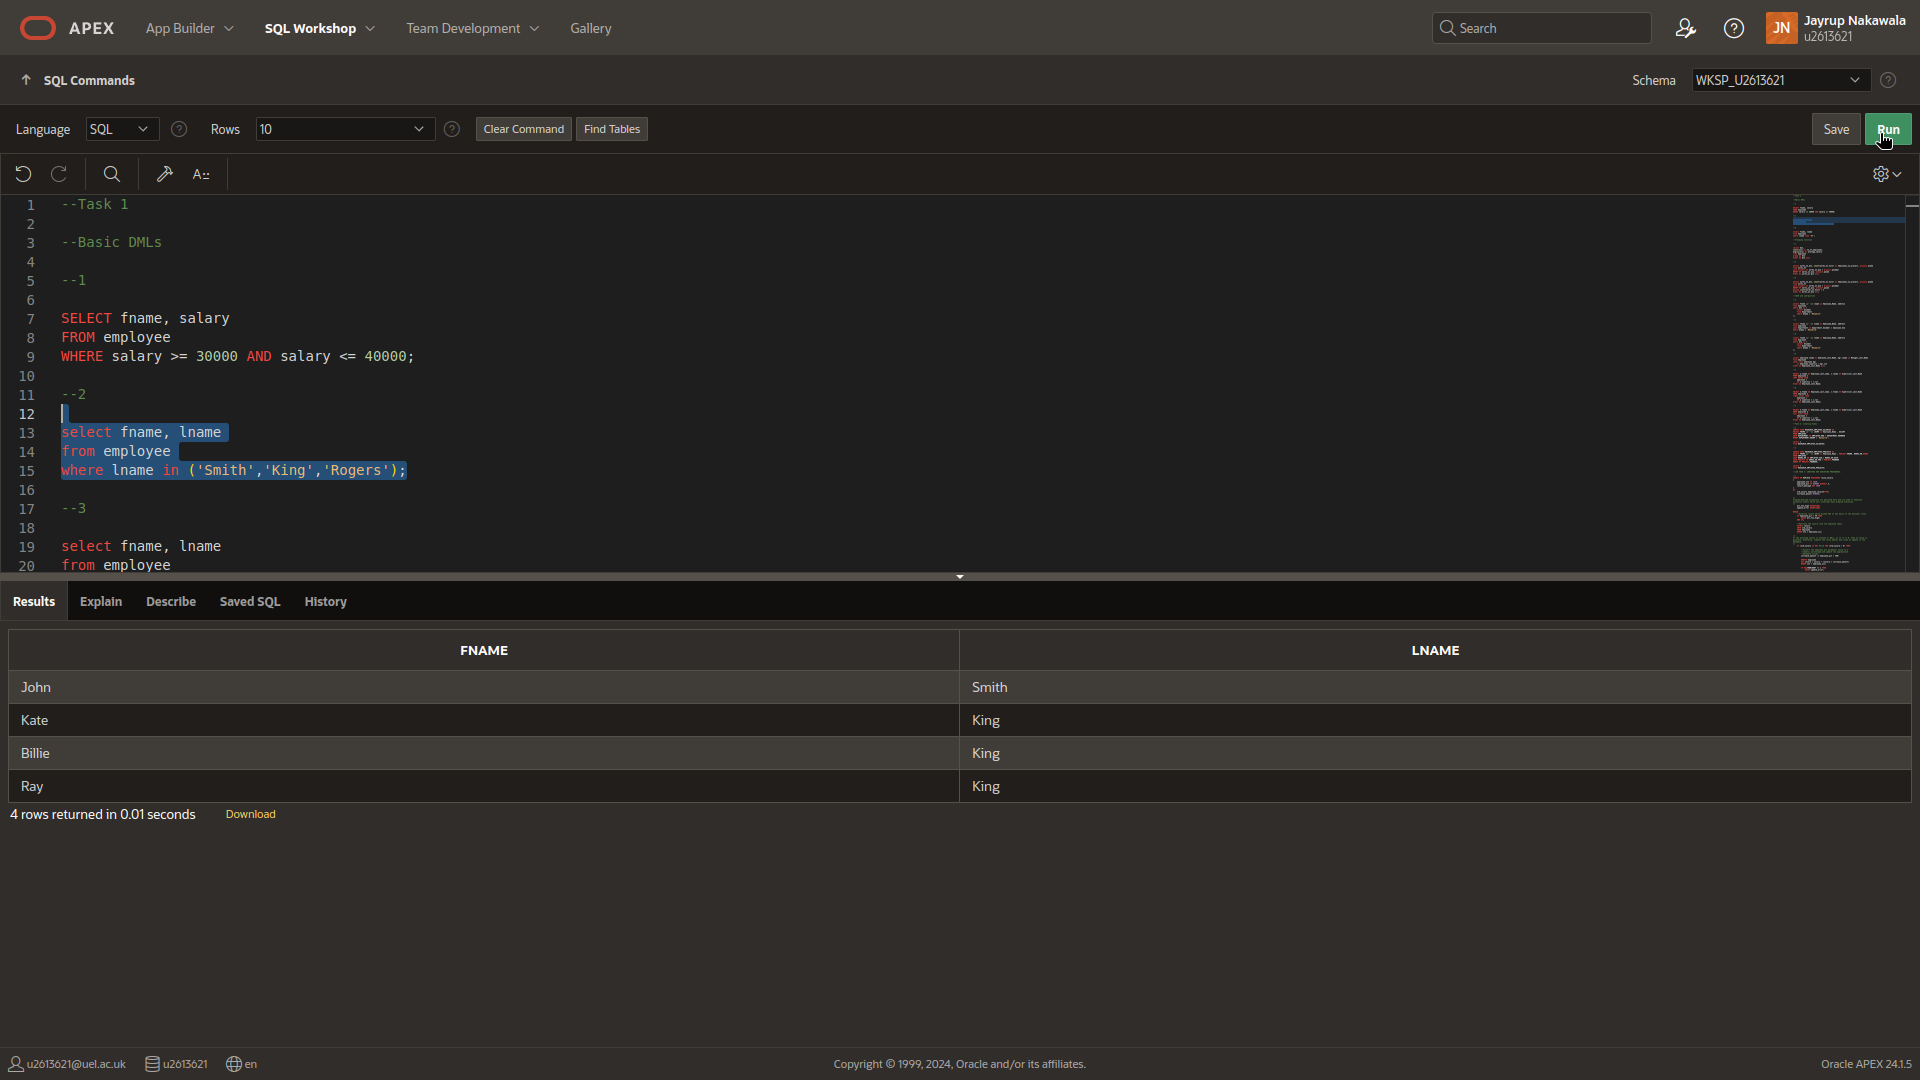 APEX App Builder SQL Workshop Team Development Gallery Search JN Jayrup Nakawala
u2613621
SQL Commands Schema WKSP_U2613621
Language SQL Rows 10 Clear Command Find Tables Save Run
1 --Task 1
2
3 --Basic DMLs
4
5 --1
6
7 SELECT fname, salary
8 FROM employee
9 WHERE salary >= 30000 AND salary <= 40000;
10
11 --2
12
13 select fname, lname
14 from employee
15 where lname in ('Smith','King','Rogers');
16
17 --3
18
19 select fname, lname
20 from employee
Results Explain Describe Saved SQL History
FNAME LNAME
John Smith
Kate King
Billie King
Ray King
4 rows returned in 0.01 seconds Download
u2613621@uel.ac.uk u2613621 en Copyright © 1999, 2024, Oracle and/or its affiliates. Oracle APEX 24.1.5